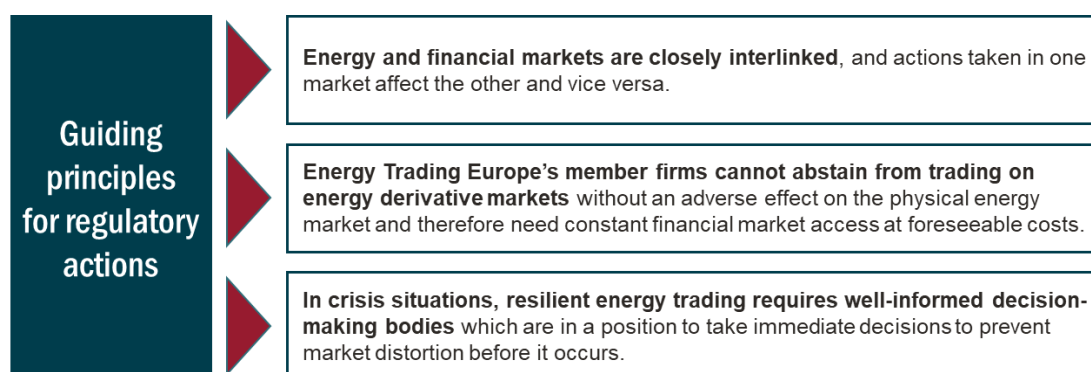 Guiding
principles
for regulatory
actions
Energy and financial markets are closely interlinked, and actions taken in one
market affect the other and vice versa.
Energy Trading Europe’s member firms cannot abstain from trading on
energy derivative markets without an adverse effect on the physical energy
market and therefore need constant financial market access at foreseeable costs.
In crisis situations, resilient energy trading requires well-informed decision-
making bodies which are in a position to take immediate decisions to prevent
market distortion before it occurs.